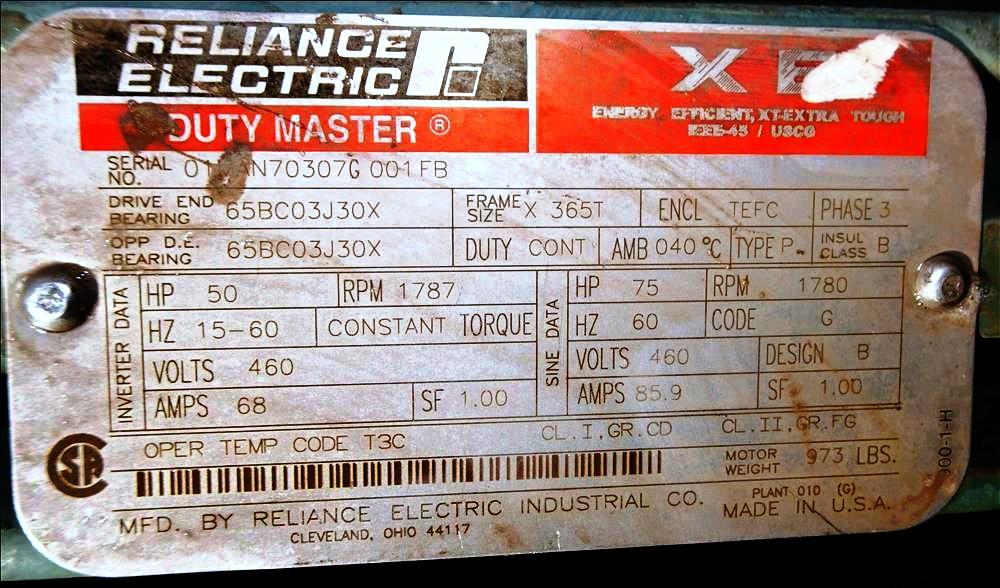 RELIANCE
ELECTRIC
DUTY MASTER ®
X E
ENERGY EFFICIENT, XT-EXTRA TOUGH
IEEE-45 / USCG
SERIAL NO. N70307G 001FB
DRIVE END BEARING 65BC03J30X FRAME SIZE X 365T ENCL TEFC PHASE 3
OPP D.E. BEARING 65BC03J30X DUTY CONT AMB 040 °C TYPE P- INSUL CLASS B
INVERTER DATA
HP 50 RPM 1787
HZ 15-60 CONSTANT TORQUE
VOLTS 460
AMPS 68 SF 1.00
SINE DATA
HP 75 RPM 1780
HZ 60 CODE G
VOLTS 460 DESIGN B
AMPS 85.9 SF 1.00
OPER TEMP CODE T3C CL.I,GR.CD CL.II,GR.FG
MOTOR WEIGHT 973 LBS.
MFD. BY RELIANCE ELECTRIC INDUSTRIAL CO.
CLEVELAND, OHIO 44117
PLANT 010 (G)
MADE IN U.S.A.
900-1-H